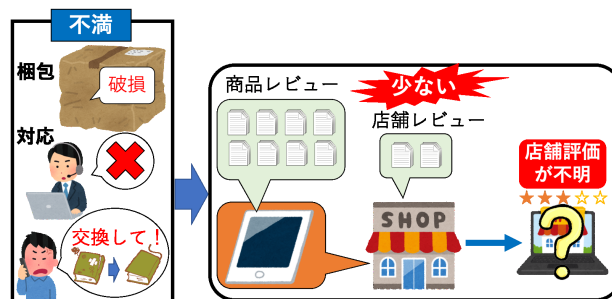 不満
梱包
破損
対応
交換して！
商品レビュー
少ない
店舗レビュー
SHOP
店舗評価
が不明
★★★☆☆
?